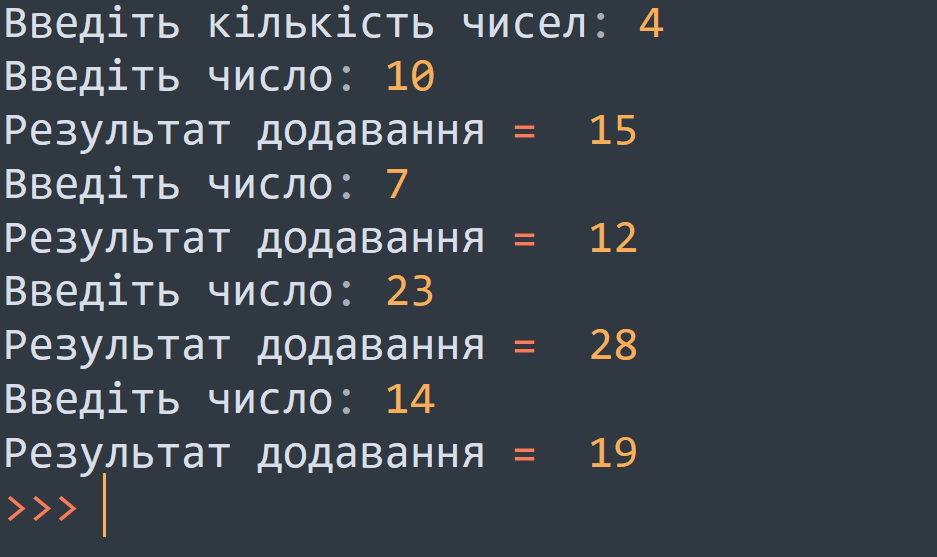 Введіть кількість чисел: 4
Введіть число: 10
Результат додавання =  15
Введіть число: 7
Результат додавання =  12
Введіть число: 23
Результат додавання =  28
Введіть число: 14
Результат додавання =  19
>>>